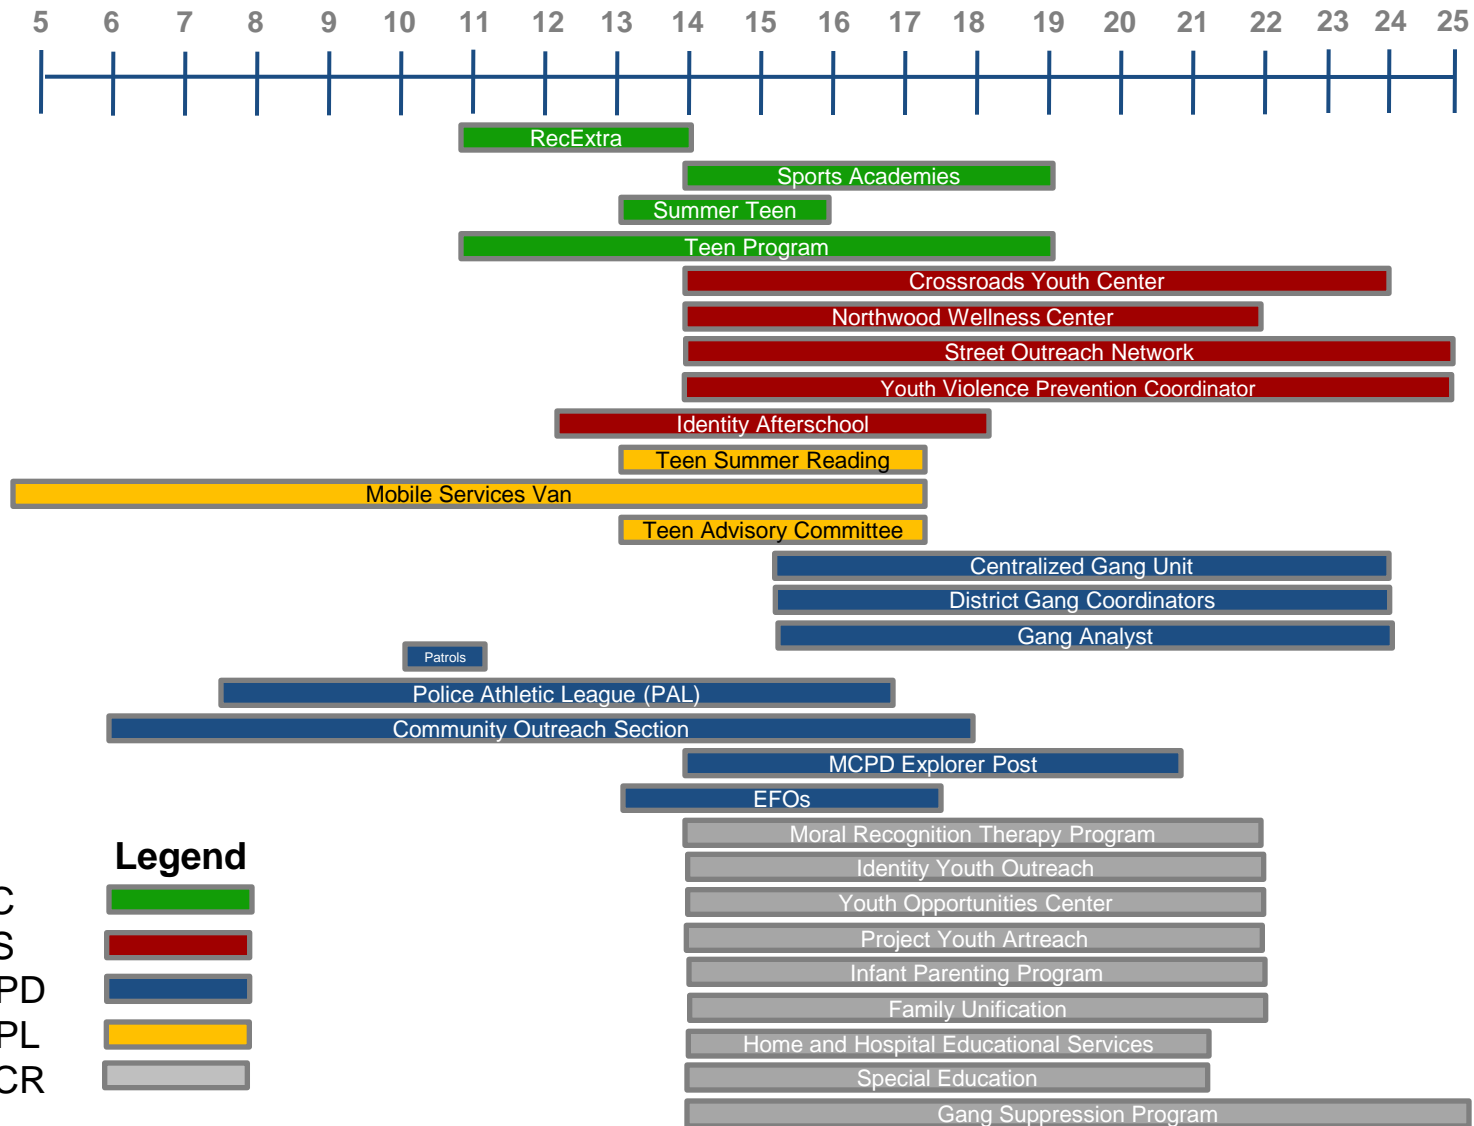 5 6 7 8 9 10 11 12 13 14 15 16 17 18 19 20 21 22 23 24 25
RecExtra
Sports Academies
Summer Teen
Teen Program
Crossroads Youth Center
Northwood Wellness Center
Street Outreach Network
Youth Violence Prevention Coordinator
Identity Afterschool
Teen Summer Reading
Mobile Services Van
Teen Advisory Committee
Centralized Gang Unit
District Gang Coordinators
Gang Analyst
Patrols
Police Athletic League (PAL)
Community Outreach Section
MCPD Explorer Post
EFOs
Moral Recognition Therapy Program
Identity Youth Outreach
Youth Opportunities Center
Project Youth Artreach
Infant Parenting Program
Family Unification
Home and Hospital Educational Services
Special Education
Gang Suppression Program
Legend
C
S
PD
PL
CR